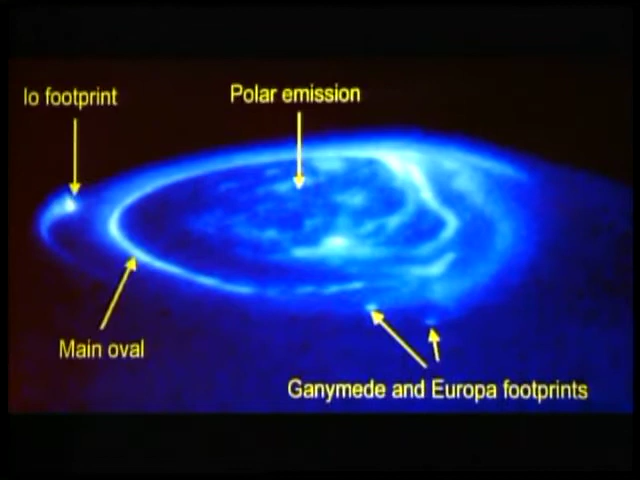 Io footprint
Polar emission
Main oval
Ganymede and Europa footprints